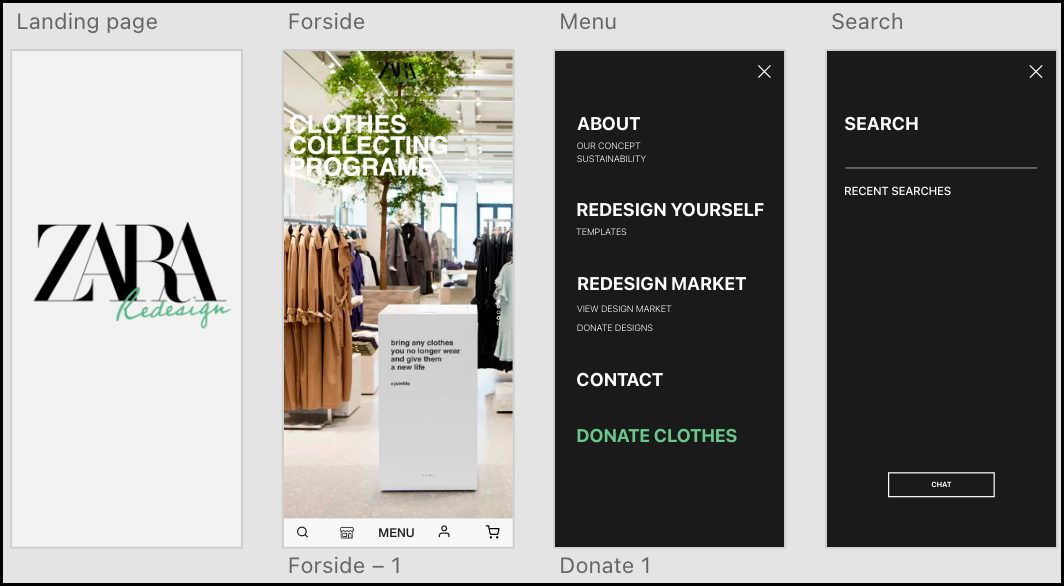 Landing page
Forside
Menu
Search
ZARA
Redesign
ZARA
CLOTHES
COLLECTING
PROGRAME
bring any clothes
you no longer wear
and give them
a new life
MENU
ABOUT
OUR CONCEPT
SUSTAINABILITY
REDESIGN YOURSELF
TEMPLATES
REDESIGN MARKET
VIEW DESIGN MARKET
DONATE DESIGNS
CONTACT
DONATE CLOTHES
SEARCH
RECENT SEARCHES
CHAT
Forside – 1
Donate 1